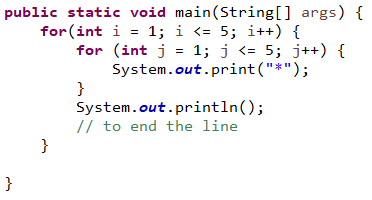 public static void main(String[] args) {
    for(int i = 1; i <= 5; i++) {
        for (int j = 1; j <= 5; j++) {
            System.out.print("*");
        }
        System.out.println();
        // to end the line
    }

}